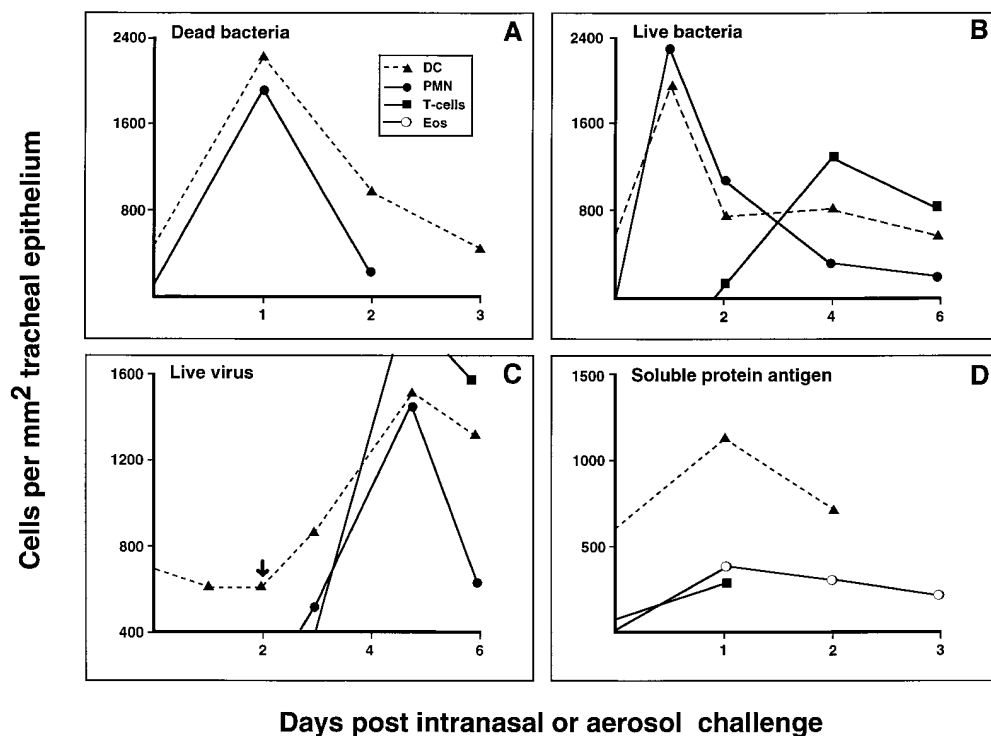 Cells per mm² tracheal epithelium
Dead bacteria
A
2400
1600
800
1
2
3
DC
PMN
T-cells
Eos
Live bacteria
B
2400
1600
800
2
4
6
Live virus
C
1600
1200
800
400
2
4
6
Soluble protein antigen
D
1500
1000
500
1
2
3
Days post intranasal or aerosol challenge